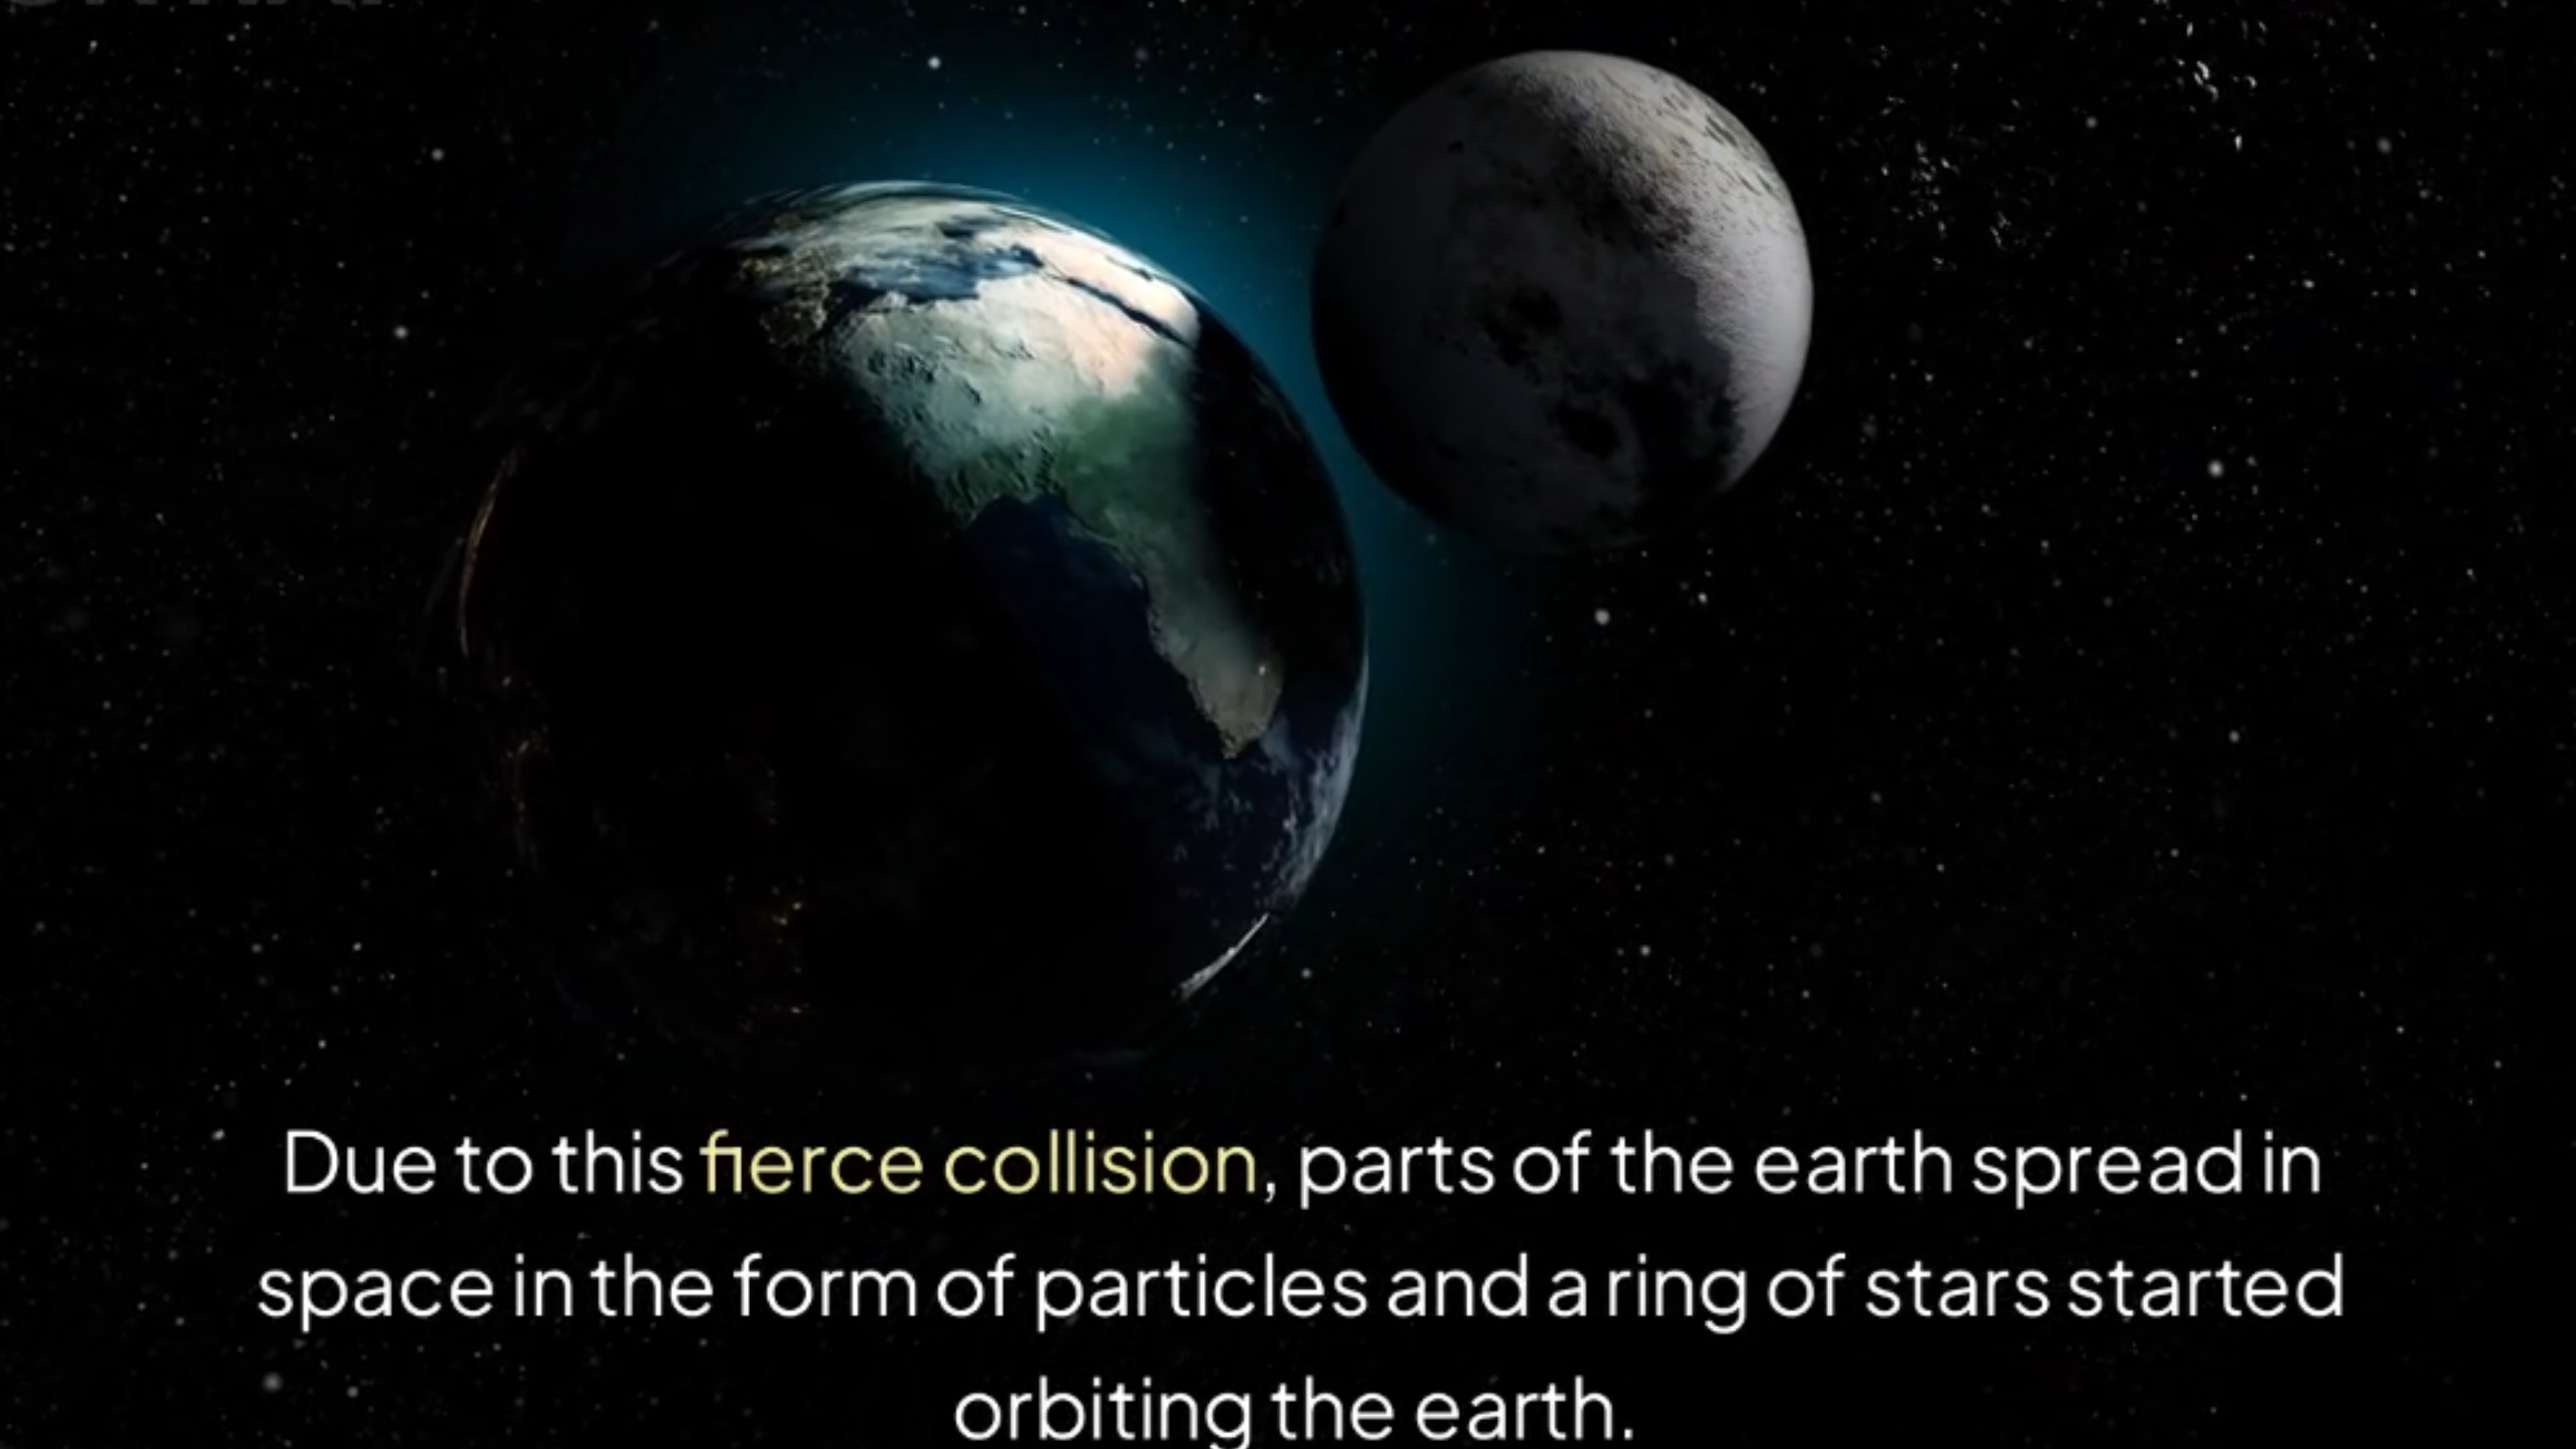 Due to this fierce collision, parts of the earth spread in
space in the form of particles and a ring of stars started
orbiting the earth.